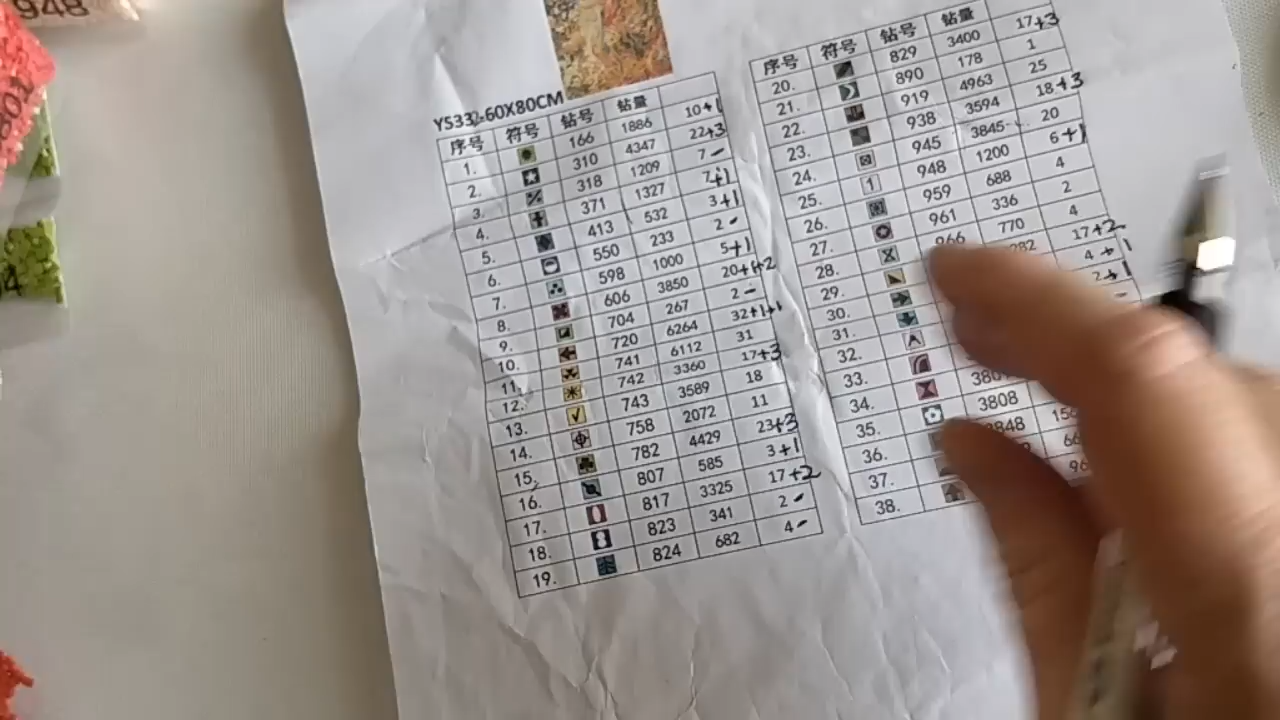 948
YS332-60X80CM
序号 符号 钻号 钻量
1. 166 1886 10+1
2. 310 4347 22+3
3. 318 1209 7-
4. 371 1327 7+1
5. 413 532 3+1
6. 550 233 2-
7. 598 1000 5+1
8. 606 3850 20+1+2
9. 704 267 2-
10. 720 6264 32+1+1
11. 741 6112 31
12. 742 3360 17+3
13. 743 3589 18
14. 758 2072 11
15. 782 4429 23+3
16. 807 585 3+1
17. 817 3325 17+2
18. 823 341 2-
19. 824 682 4-
序号 符号 钻号 钻量
20. 829 3400 17+3
21. 890 178 1
22. 919 4963 25
23. 938 3594 18+3
24. 945 3845 20
25. 1 948 1200 6+1
26. 959 688 4
27. 961 336 2
28. 770 4
29. 17+2
30. 4+1
31. 2+1
32.
33.
34.
35. 3808
36.
37.
38.